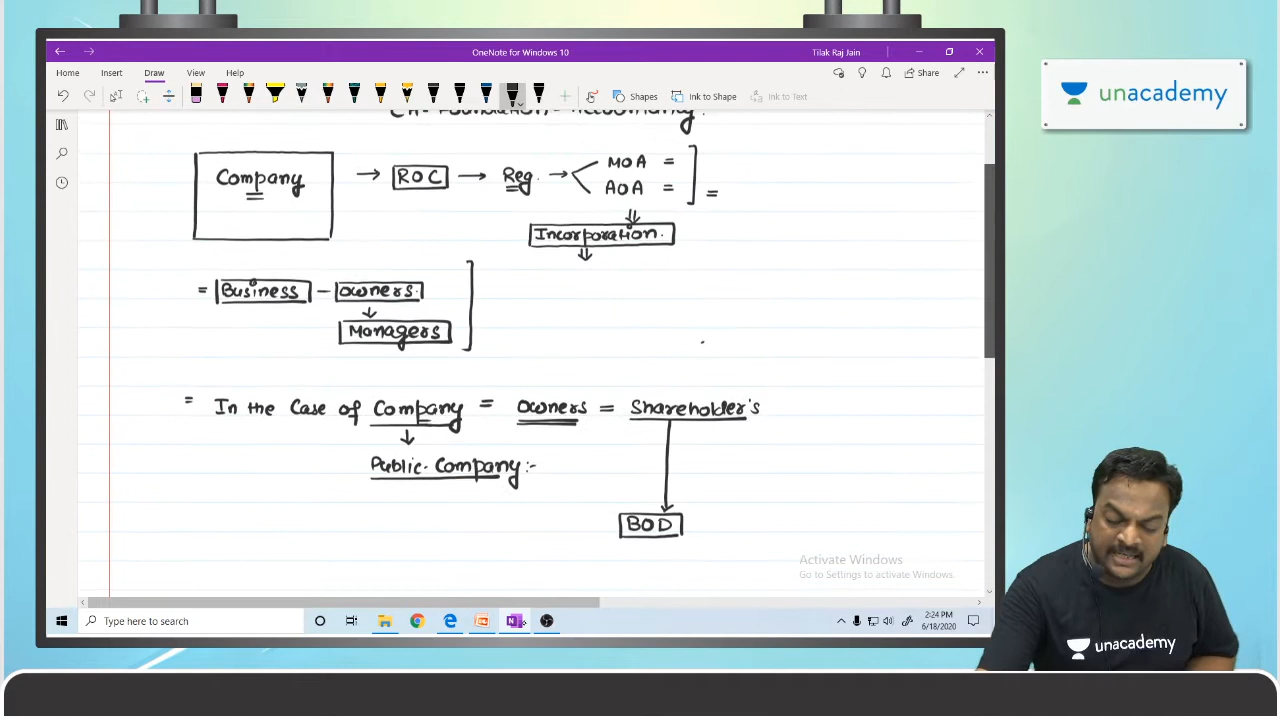 OneNote for Windows 10
Tilak Raj Jain
Home Insert Draw View Help
Share
Shapes Ink to Shape Ink to Text
unacademy
CA-Foundation-Accountancy.
Company → ROC → Reg. → MOA =
AOA = ] =
Incorporation.
= Business – owners.
Managers
= In the Case of Company = owners = Shareholder's
Public Company :-
BOD
Activate Windows
Go to Settings to activate Windows.
Type here to search
2:24 PM
6/18/2020
unacademy